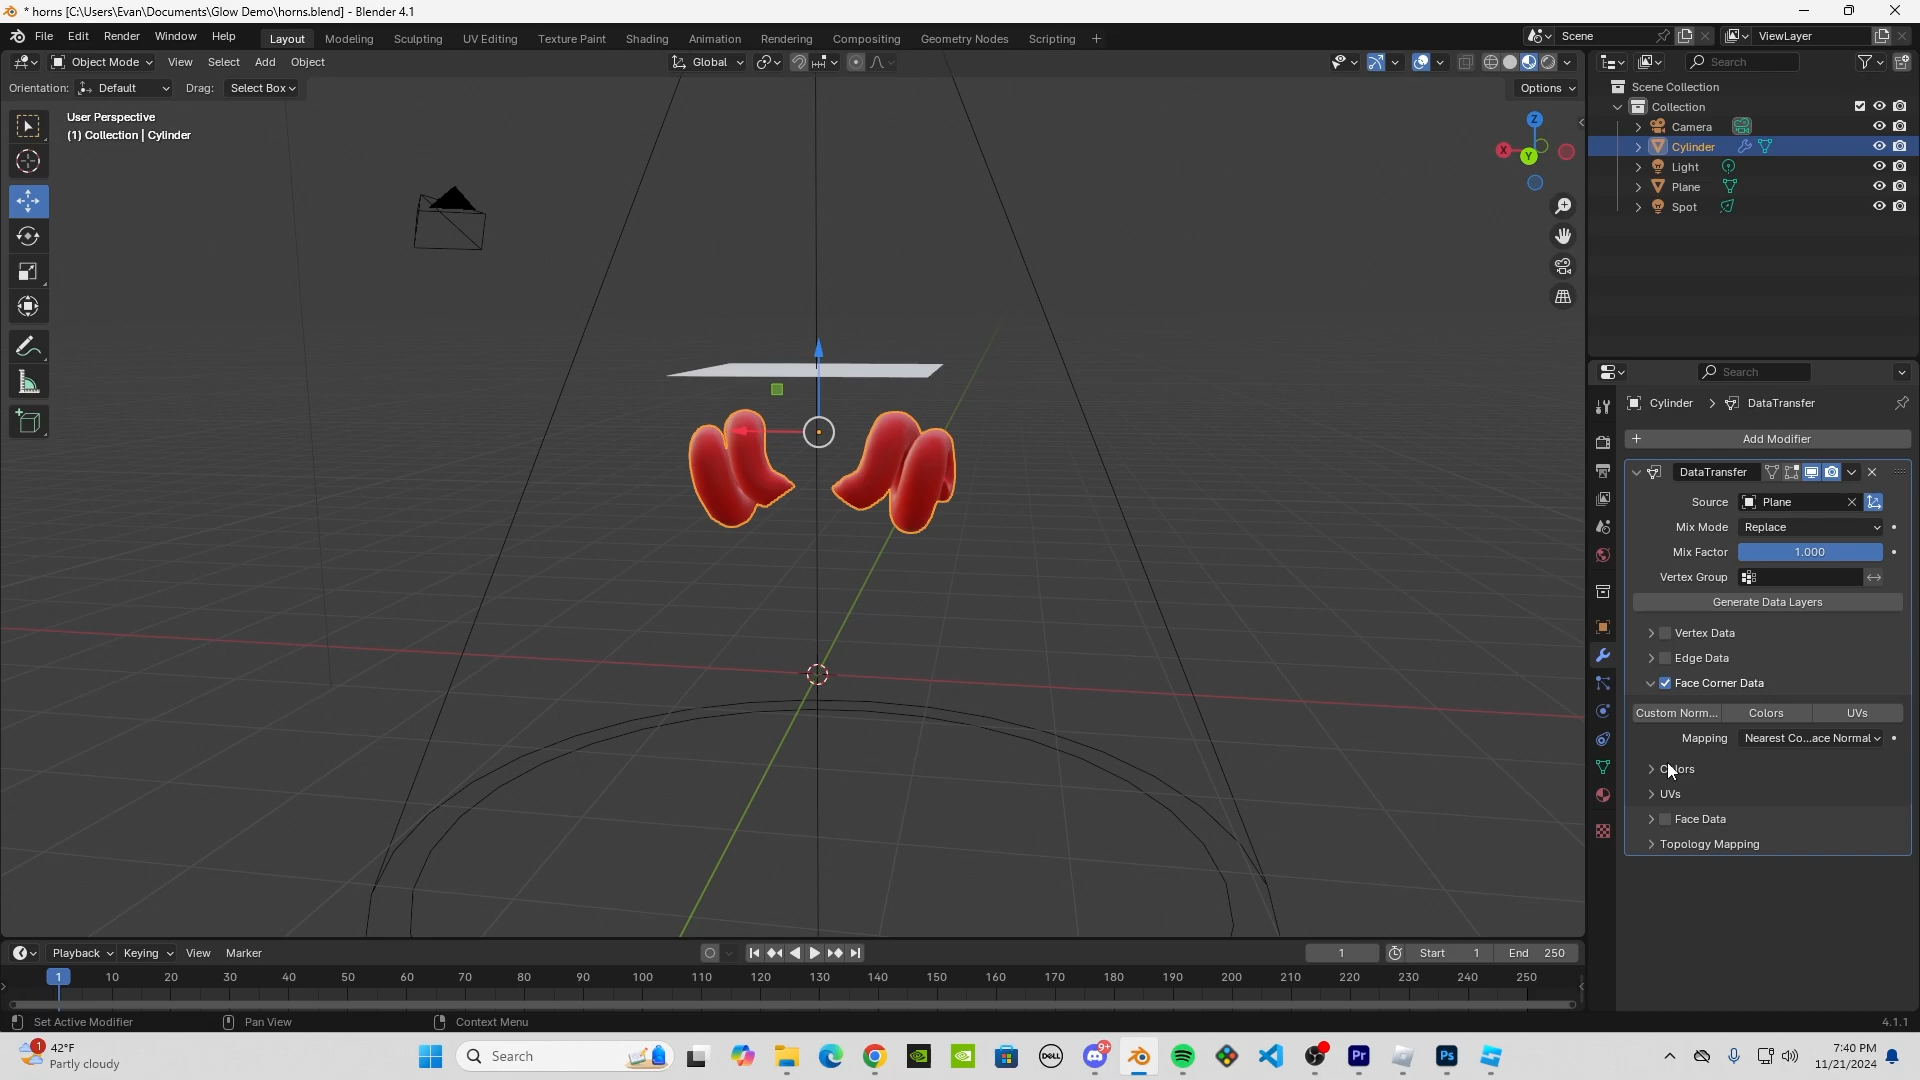 * horns [C:\Users\Evan\Documents\Glow Demo\horns.blend] - Blender 4.1
File Edit Render Window Help Layout Modeling Sculpting UV Editing Texture Paint Shading Animation Rendering Compositing Geometry Nodes Scripting + Scene ViewLayer
Object Mode View Select Add Object Global Search
Orientation: Default Drag: Select Box Options
User Perspective
(1) Collection | Cylinder
Z
X
Y
Scene Collection
Collection
Camera
Cylinder
Light
Plane
Spot
Search
Cylinder > DataTransfer
+ Add Modifier
DataTransfer
Source Plane
Mix Mode Replace
Mix Factor 1.000
Vertex Group
Generate Data Layers
Vertex Data
Edge Data
Face Corner Data
Custom Norm... Colors UVs
Mapping Nearest Co...ace Normal
Colors
UVs
Face Data
Topology Mapping
Playback Keying View Marker 1 Start 1 End 250
1 10 20 30 40 50 60 70 80 90 100 110 120 130 140 150 160 170 180 190 200 210 220 230 240 250
Set Active Modifier Pan View Context Menu 4.1.1
1 42°F
Partly cloudy
Search
DELL
9+
Pr
Ps
7:40 PM
11/21/2024